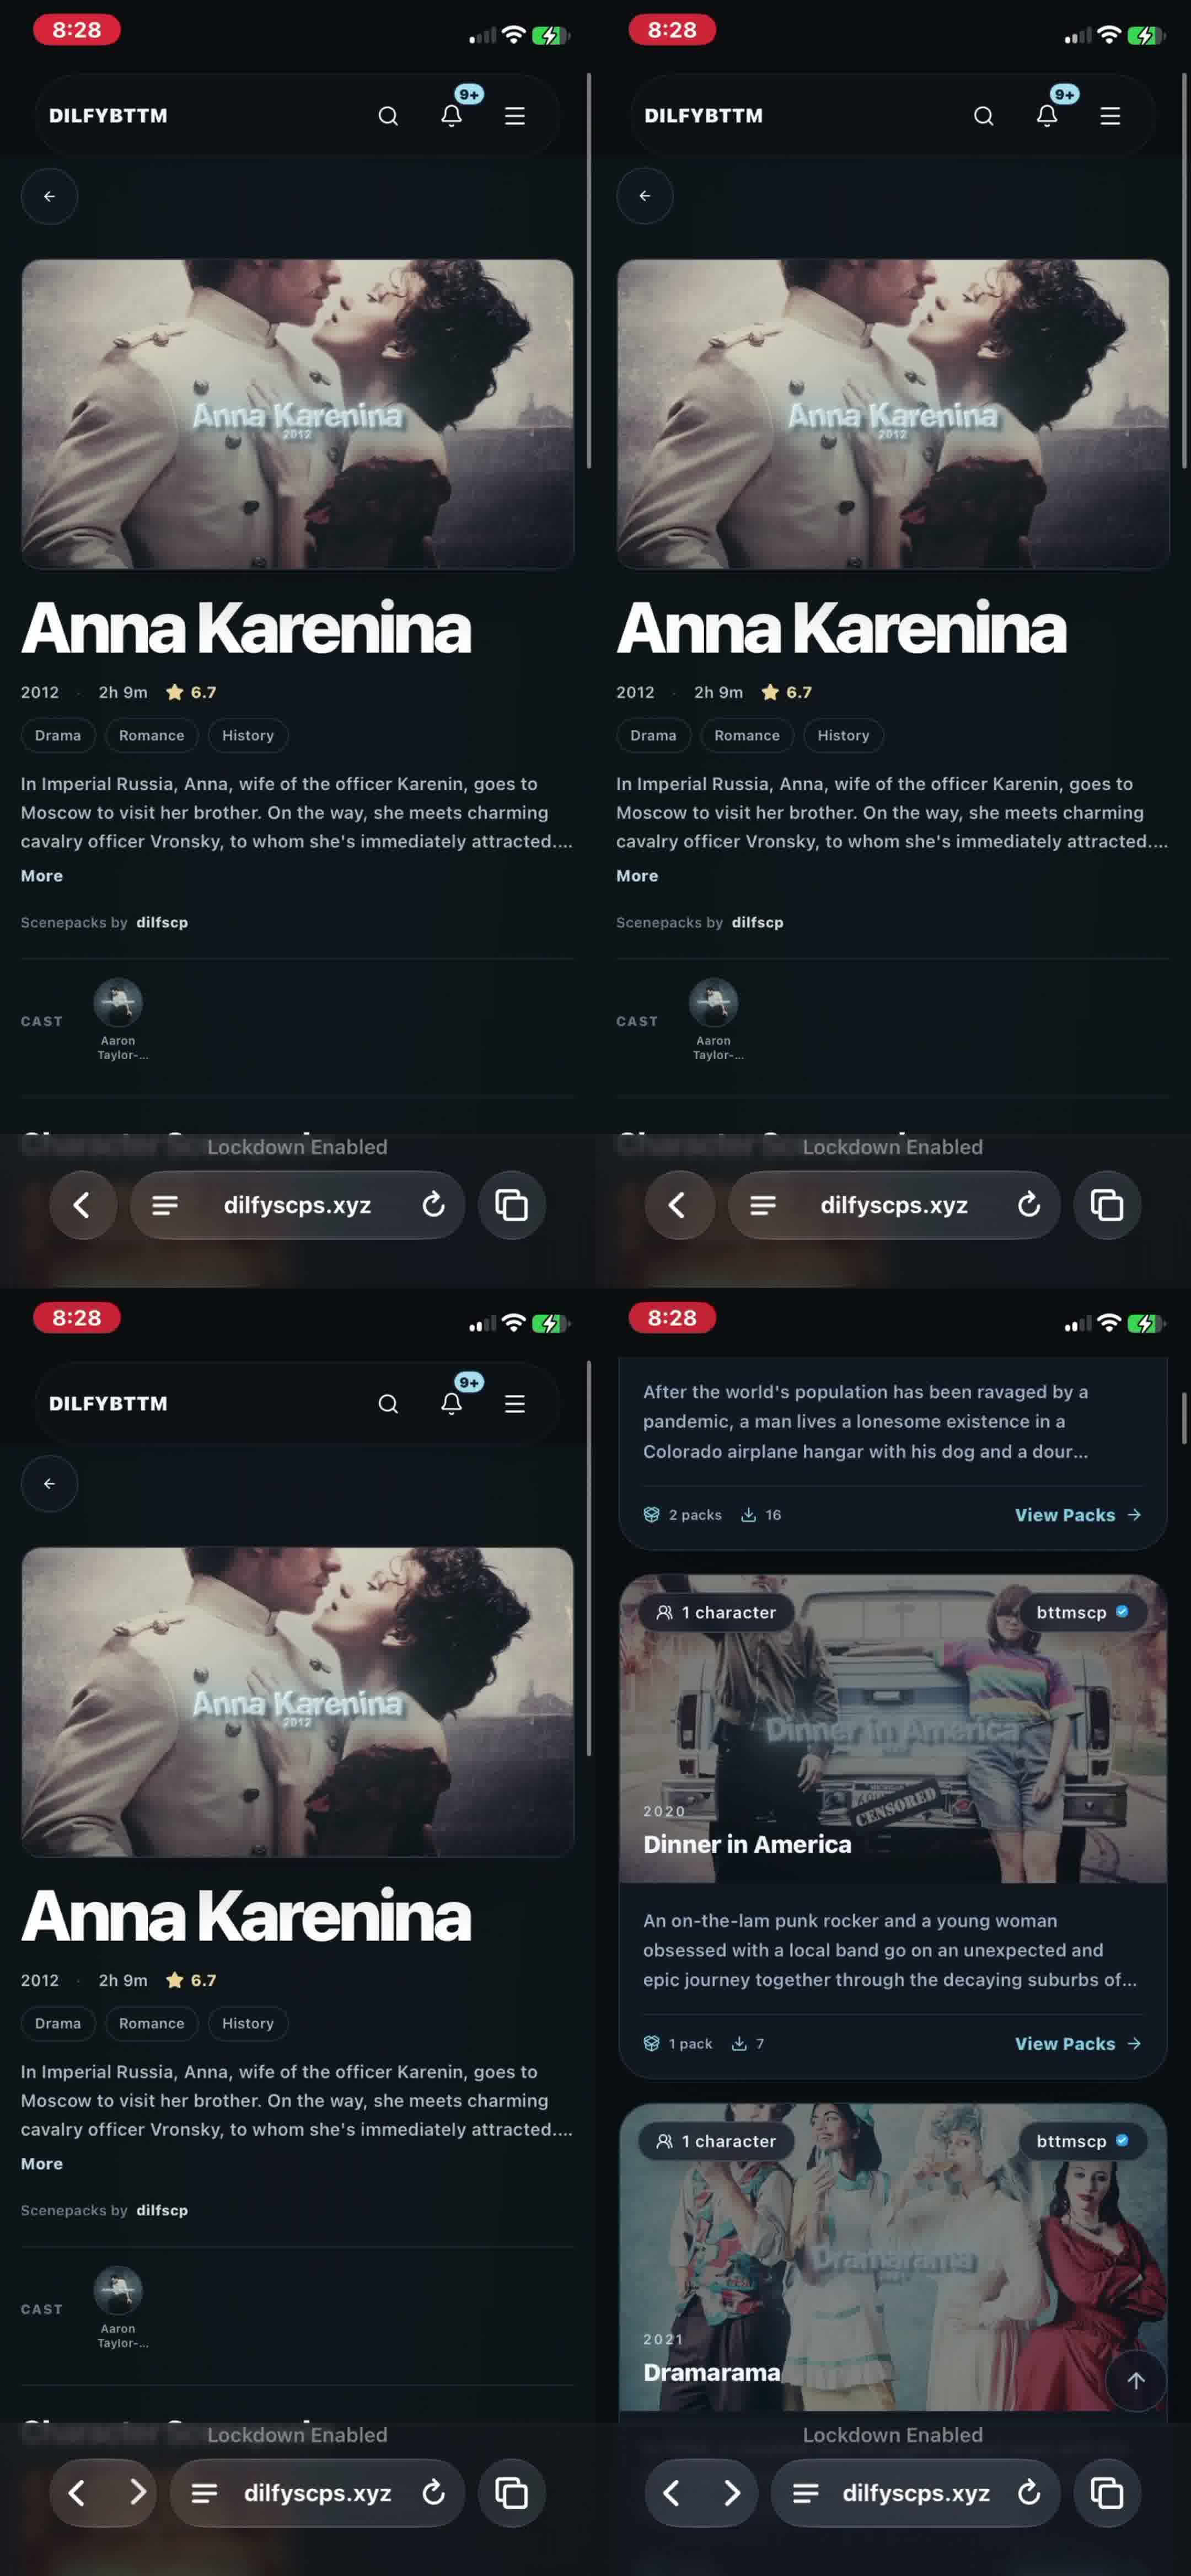 8:28
DILFYBTTM
9+
Anna Karenina
2012
Anna Karenina
2012 · 2h 9m 6.7
Drama Romance History
In Imperial Russia, Anna, wife of the officer Karenin, goes to
Moscow to visit her brother. On the way, she meets charming
cavalry officer Vronsky, to whom she's immediately attracted....
More
Scenepacks by dilfscp
CAST
Aaron
Taylor-...
Lockdown Enabled
dilfyscps.xyz
8:28
DILFYBTTM
9+
Anna Karenina
2012
Anna Karenina
2012 · 2h 9m 6.7
Drama Romance History
In Imperial Russia, Anna, wife of the officer Karenin, goes to
Moscow to visit her brother. On the way, she meets charming
cavalry officer Vronsky, to whom she's immediately attracted....
More
Scenepacks by dilfscp
CAST
Aaron
Taylor-...
Lockdown Enabled
dilfyscps.xyz
8:28
DILFYBTTM
9+
Anna Karenina
2012
Anna Karenina
2012 · 2h 9m 6.7
Drama Romance History
In Imperial Russia, Anna, wife of the officer Karenin, goes to
Moscow to visit her brother. On the way, she meets charming
cavalry officer Vronsky, to whom she's immediately attracted....
More
Scenepacks by dilfscp
CAST
Aaron
Taylor-...
Lockdown Enabled
dilfyscps.xyz
8:28
After the world's population has been ravaged by a
pandemic, a man lives a lonesome existence in a
Colorado airplane hangar with his dog and a dour...
2 packs 16 View Packs
1 character bttmscp
Dinner in America
CENSORED
2020
Dinner in America
An on-the-lam punk rocker and a young woman
obsessed with a local band go on an unexpected and
epic journey together through the decaying suburbs of...
1 pack 7 View Packs
1 character bttmscp
Dramarama
2021
Dramarama
Lockdown Enabled
dilfyscps.xyz